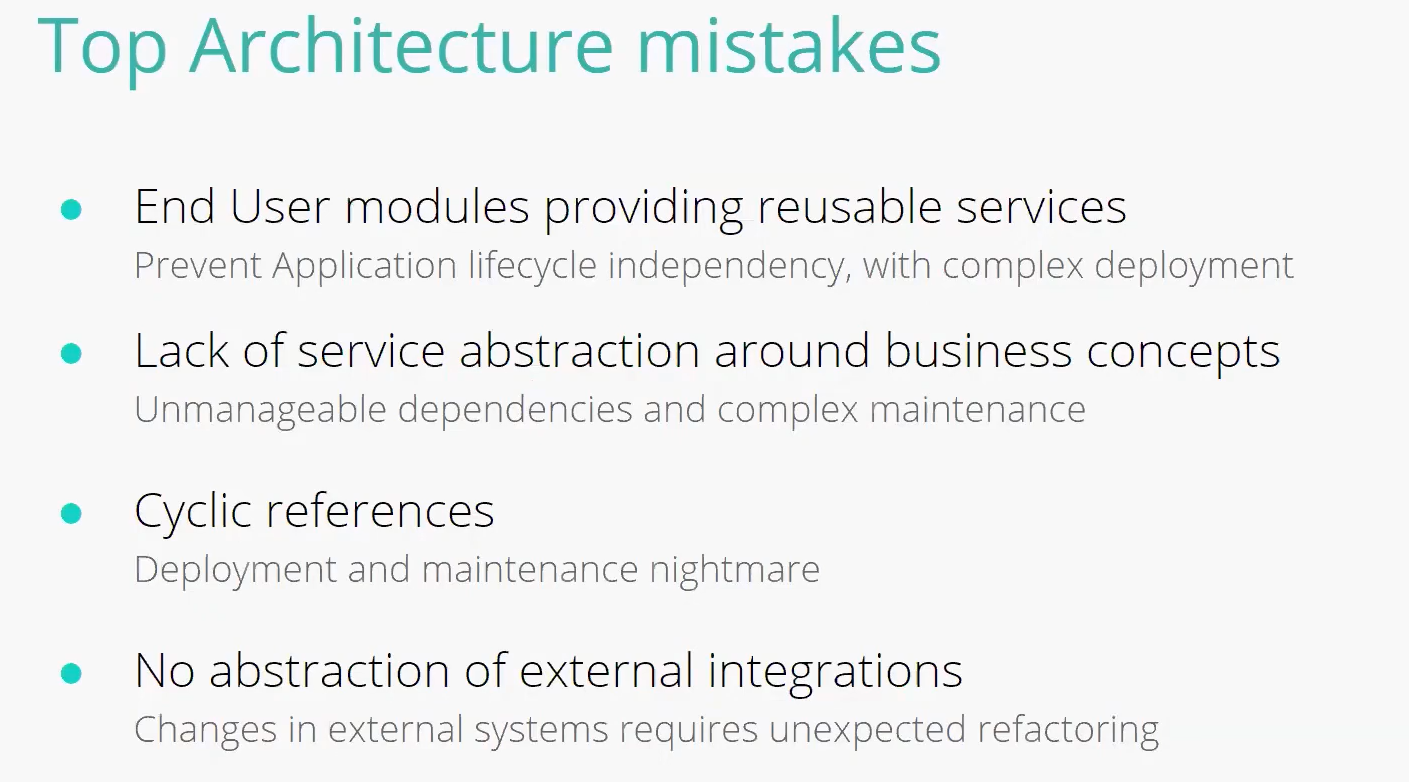 Top Architecture mistakes
End User modules providing reusable services
Prevent Application lifecycle independency, with complex deployment
Lack of service abstraction around business concepts
Unmanageable dependencies and complex maintenance
Cyclic references
Deployment and maintenance nightmare
No abstraction of external integrations
Changes in external systems requires unexpected refactoring